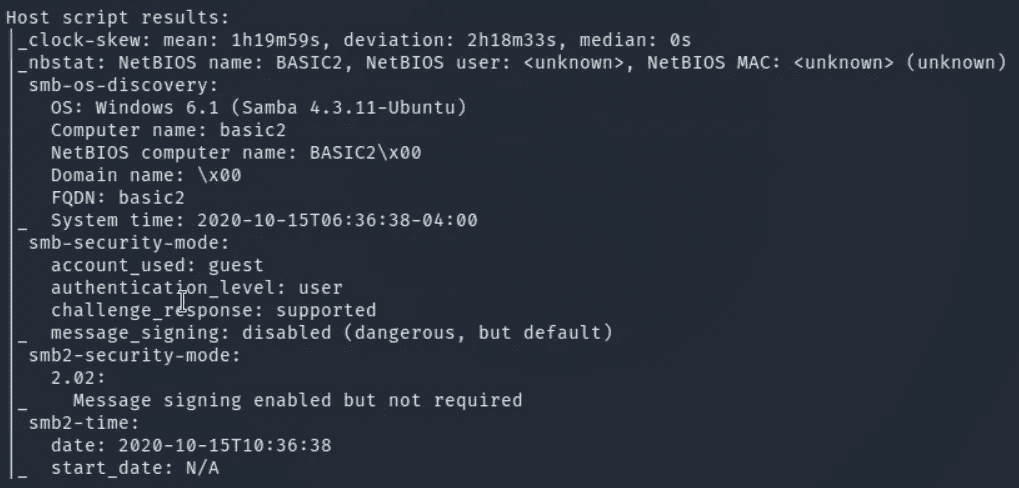 Host script results:
|_clock-skew: mean: 1h19m59s, deviation: 2h18m33s, median: 0s
|_nbstat: NetBIOS name: BASIC2, NetBIOS user: <unknown>, NetBIOS MAC: <unknown> (unknown)
| smb-os-discovery:
|   OS: Windows 6.1 (Samba 4.3.11-Ubuntu)
|   Computer name: basic2
|   NetBIOS computer name: BASIC2\x00
|   Domain name: \x00
|   FQDN: basic2
|_  System time: 2020-10-15T06:36:38-04:00
| smb-security-mode:
|   account_used: guest
|   authentication_level: user
|   challenge_response: supported
|_  message_signing: disabled (dangerous, but default)
| smb2-security-mode:
|   2.02:
|_    Message signing enabled but not required
| smb2-time:
|   date: 2020-10-15T10:36:38
|_  start_date: N/A